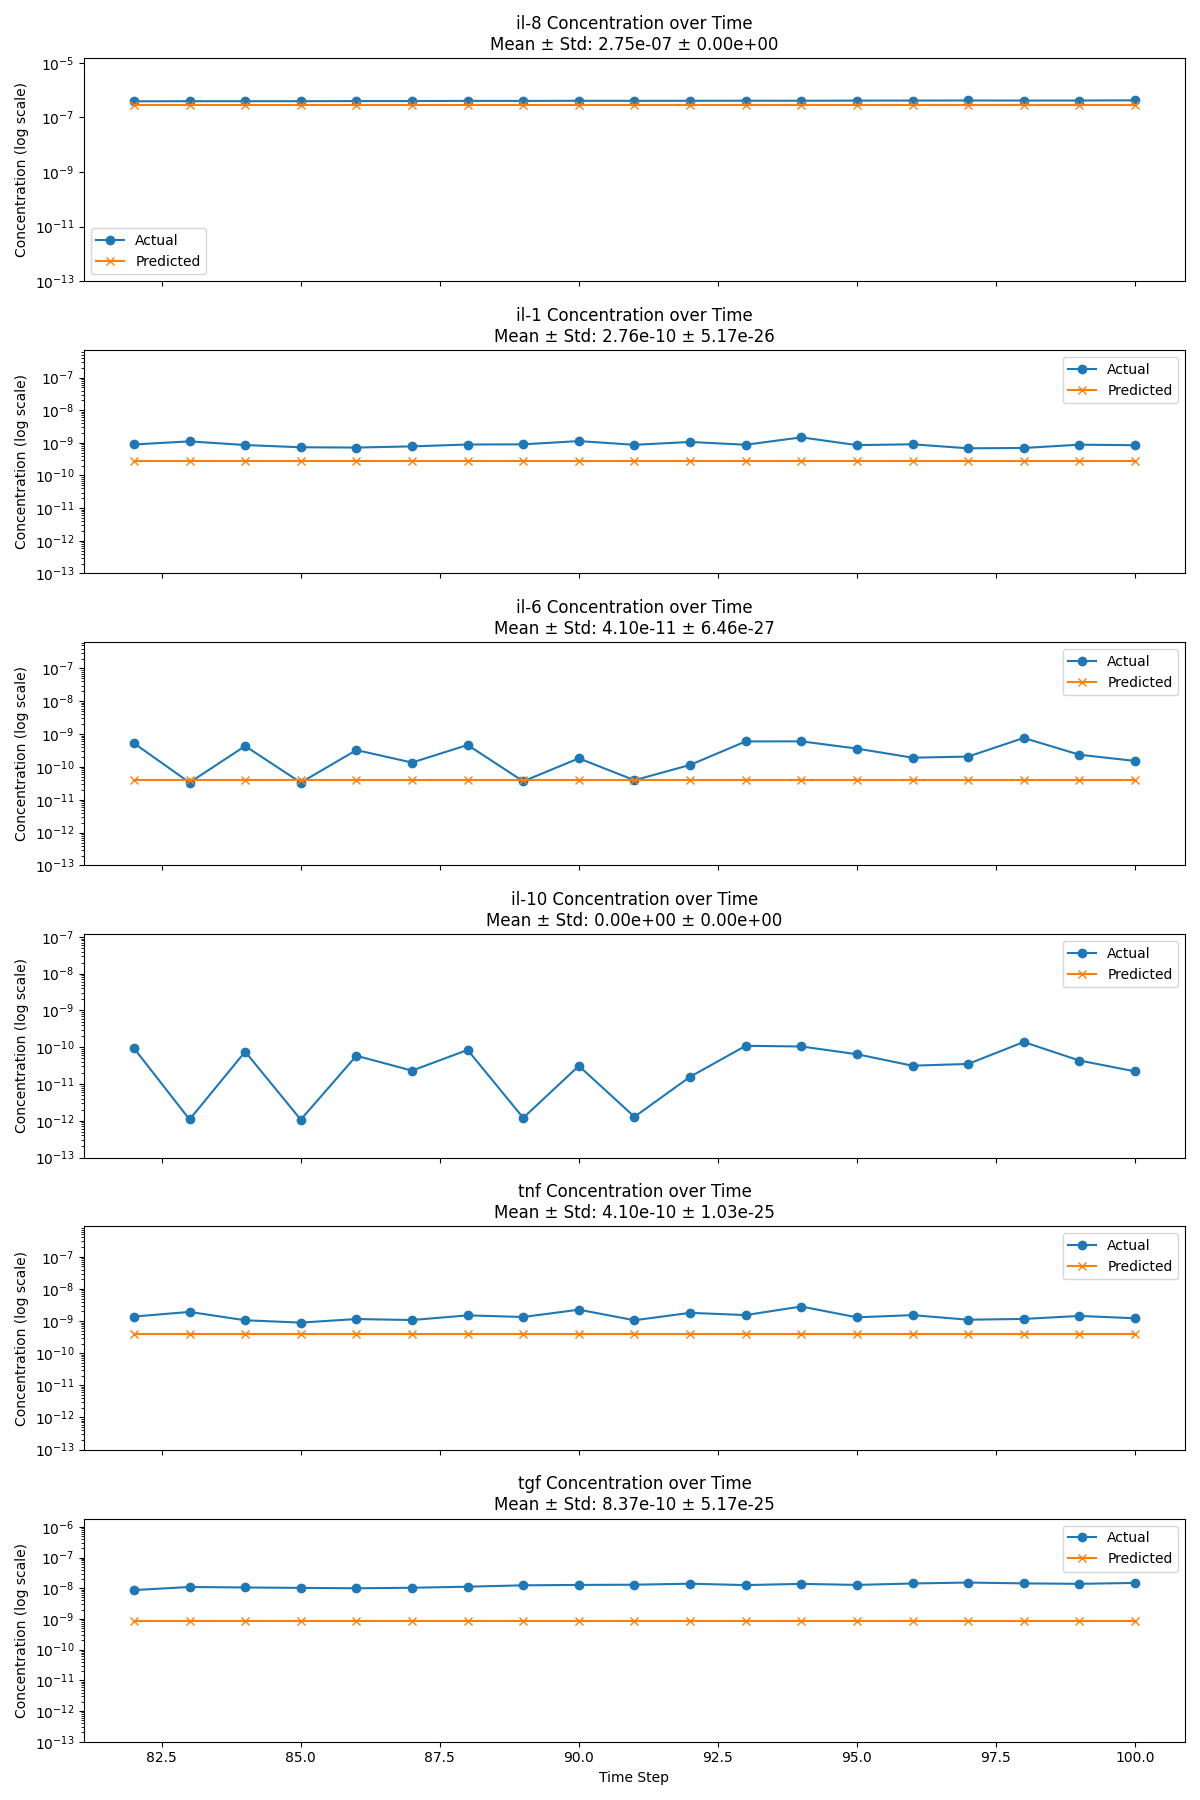 il-8 Concentration over Time
Mean ± Std: 2.75e-07 ± 0.00e+00
Concentration (log scale)
10⁻⁵
10⁻⁷
10⁻⁹
10⁻¹¹
10⁻¹³
Actual
Predicted
il-1 Concentration over Time
Mean ± Std: 2.76e-10 ± 5.17e-26
Concentration (log scale)
10⁻⁷
10⁻⁸
10⁻⁹
10⁻¹⁰
10⁻¹¹
10⁻¹²
10⁻¹³
Actual
Predicted
il-6 Concentration over Time
Mean ± Std: 4.10e-11 ± 6.46e-27
Concentration (log scale)
10⁻⁷
10⁻⁸
10⁻⁹
10⁻¹⁰
10⁻¹¹
10⁻¹²
10⁻¹³
Actual
Predicted
il-10 Concentration over Time
Mean ± Std: 0.00e+00 ± 0.00e+00
Concentration (log scale)
10⁻⁷
10⁻⁸
10⁻⁹
10⁻¹⁰
10⁻¹¹
10⁻¹²
10⁻¹³
Actual
Predicted
tnf Concentration over Time
Mean ± Std: 4.10e-10 ± 1.03e-25
Concentration (log scale)
10⁻⁷
10⁻⁸
10⁻⁹
10⁻¹⁰
10⁻¹¹
10⁻¹²
10⁻¹³
Actual
Predicted
tgf Concentration over Time
Mean ± Std: 8.37e-10 ± 5.17e-25
Concentration (log scale)
10⁻⁶
10⁻⁷
10⁻⁸
10⁻⁹
10⁻¹⁰
10⁻¹¹
10⁻¹²
10⁻¹³
Actual
Predicted
82.5 85.0 87.5 90.0 92.5 95.0 97.5 100.0
Time Step